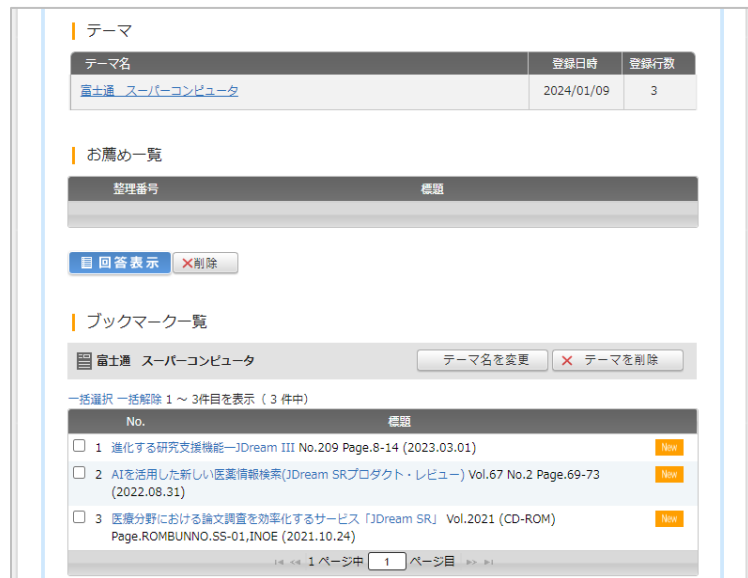 テーマ
テーマ名 登録日時 登録行数
富士通 スーパーコンピュータ 2024/01/09 3
お薦め一覧
整理番号 標題
回答表示 ×削除
ブックマーク一覧
富士通 スーパーコンピュータ テーマ名を変更 × テーマを削除
一括選択 一括解除 1 ～ 3件目を表示（ 3 件中）
No. 標題
1 進化する研究支援機能―JDream III No.209 Page.8-14 (2023.03.01) New
2 AIを活用した新しい医薬情報検索(JDream SRプロダクト・レビュー) Vol.67 No.2 Page.69-73 New
(2022.08.31)
3 医療分野における論文調査を効率化するサービス「JDream SR」 Vol.2021 (CD-ROM) New
Page.ROMBUNNO.SS-01,INOE (2021.10.24)
1 ページ中 1 ページ目